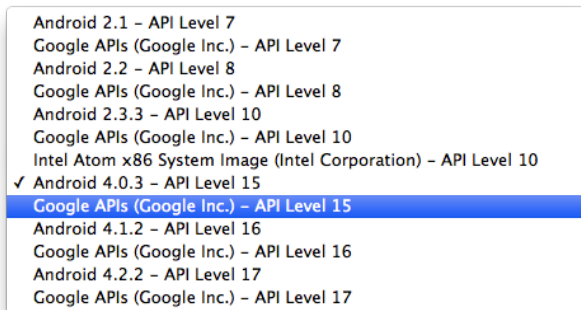 Android 2.1 – API Level 7
Google APIs (Google Inc.) – API Level 7
Android 2.2 – API Level 8
Google APIs (Google Inc.) – API Level 8
Android 2.3.3 – API Level 10
Google APIs (Google Inc.) – API Level 10
Intel Atom x86 System Image (Intel Corporation) – API Level 10
✓ Android 4.0.3 – API Level 15
Google APIs (Google Inc.) – API Level 15
Android 4.1.2 – API Level 16
Google APIs (Google Inc.) – API Level 16
Android 4.2.2 – API Level 17
Google APIs (Google Inc.) – API Level 17